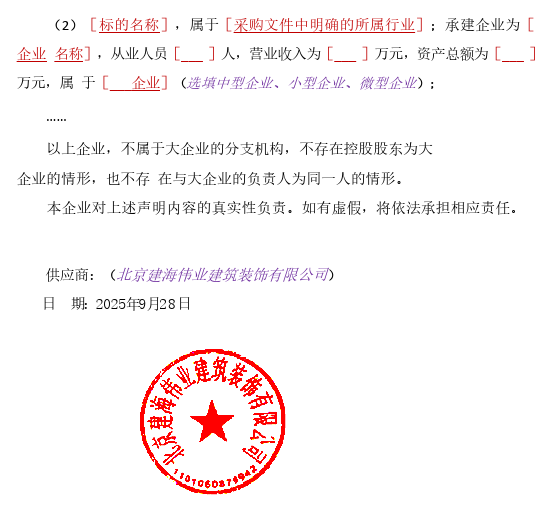 （2）［标的名称］，属于［采购文件中明确的所属行业］；承建企业为［
企业 名称］，从业人员［___］人，营业收入为［___］万元，资产总额为［___］
万元，属 于［___企业］（选填中型企业、小型企业、微型企业）；
……
以上企业，不属于大企业的分支机构，不存在控股股东为大
企业的情形，也不存 在与大企业的负责人为同一人的情形。
本企业对上述声明内容的真实性负责。如有虚假，将依法承担相应责任。
供应商：（北京建海伟业建筑装饰有限公司）
日 期：2025年9月28日
北京建海伟业建筑装饰有限公司